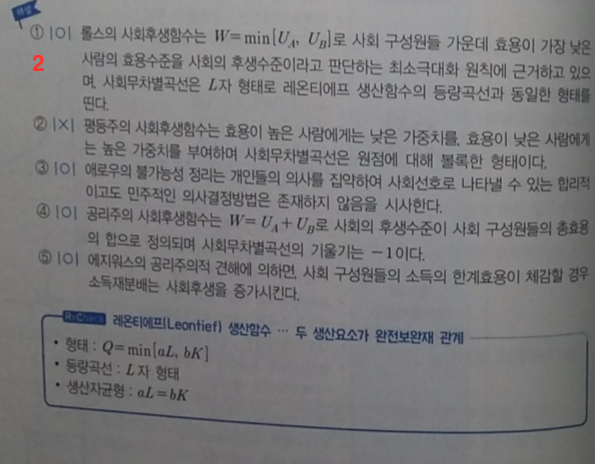 해설
① |O| 롤스의 사회후생함수는 W=min[U_A, U_B]로 사회 구성원들 가운데 효용이 가장 낮은
2
사람의 효용수준을 사회의 후생수준이라고 판단하는 최소극대화 원칙에 근거하고 있으
며, 사회무차별곡선은 L자 형태로 레온티에프 생산함수의 등량곡선과 동일한 형태를
띤다.
② |X| 평등주의 사회후생함수는 효용이 높은 사람에게는 낮은 가중치를, 효용이 낮은 사람에게
는 높은 가중치를 부여하며 사회무차별곡선은 원점에 대해 볼록한 형태이다.
③ |O| 애로우의 불가능성 정리는 개인들의 의사를 집약하여 사회선호로 나타낼 수 있는 합리적
이고도 민주적인 의사결정방법은 존재하지 않음을 시사한다.
④ |O| 공리주의 사회후생함수는 W=U_A+U_B로 사회의 후생수준이 사회 구성원들의 총효용
의 합으로 정의되며 사회무차별곡선의 기울기는 -1이다.
⑤ |O| 에지워스의 공리주의적 견해에 의하면, 사회 구성원들의 소득의 한계효용이 체감할 경우
소득재분배는 사회후생을 증가시킨다.
ReCheck 레온티에프(Leontief) 생산함수 … 두 생산요소가 완전보완재 관계
• 형태 : Q=min[aL, bK]
• 등량곡선 : L자 형태
• 생산자균형 : aL=bK